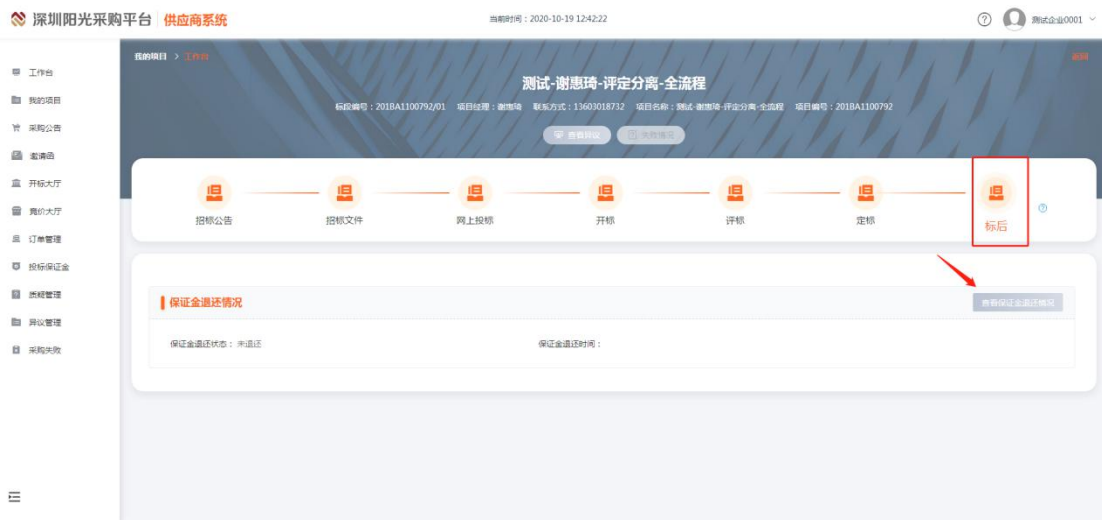 深圳阳光采购平台 供应商系统
当前时间：2020-10-19 12:42:22
测试企业0001
工作台
我的项目
采购公告
邀请函
开标大厅
竞价大厅
订单管理
投标保证金
质疑管理
异议管理
采购失败
我的项目 > 工作台
返回
测试-谢惠琦-评定分离-全流程
标段编号：201BA1100792/01 项目经理：谢惠琦 联系方式：13603018732 项目名称：测试-谢惠琦-评定分离-全流程 项目编号：201BA1100792
查看异议 失败情况
招标公告 招标文件 网上投标 开标 评标 定标 标后
保证金退还情况
查看保证金退还情况
保证金退还状态：未退还 保证金退还时间：